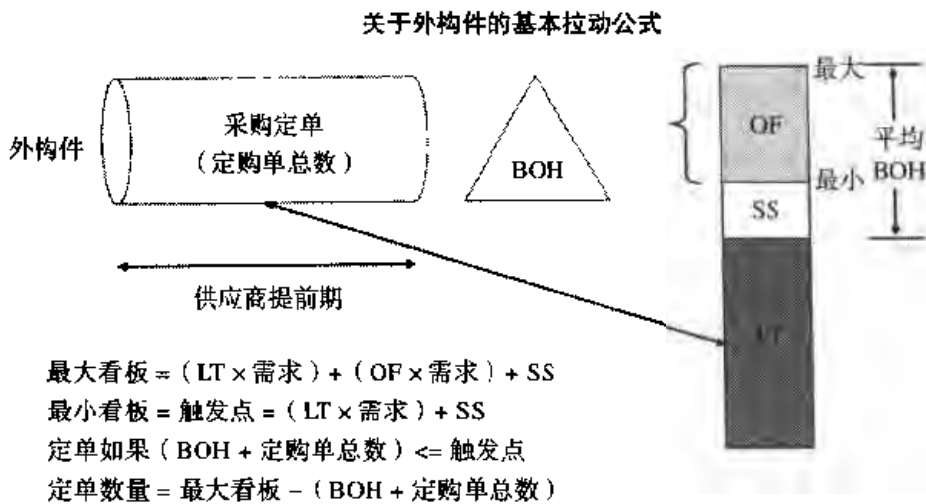 关于外构件的基本拉动公式
外构件
采购定单
（定购单总数）
BOH
供应商提前期
最大
OF
平均
BOH
最小
SS
LT
最大看板 =（LT × 需求）+（OF × 需求）+ SS
最小看板 = 触发点 =（LT × 需求）+ SS
定单如果（BOH + 定购单总数）<= 触发点
定单数量 = 最大看板 −（BOH + 定购单总数）